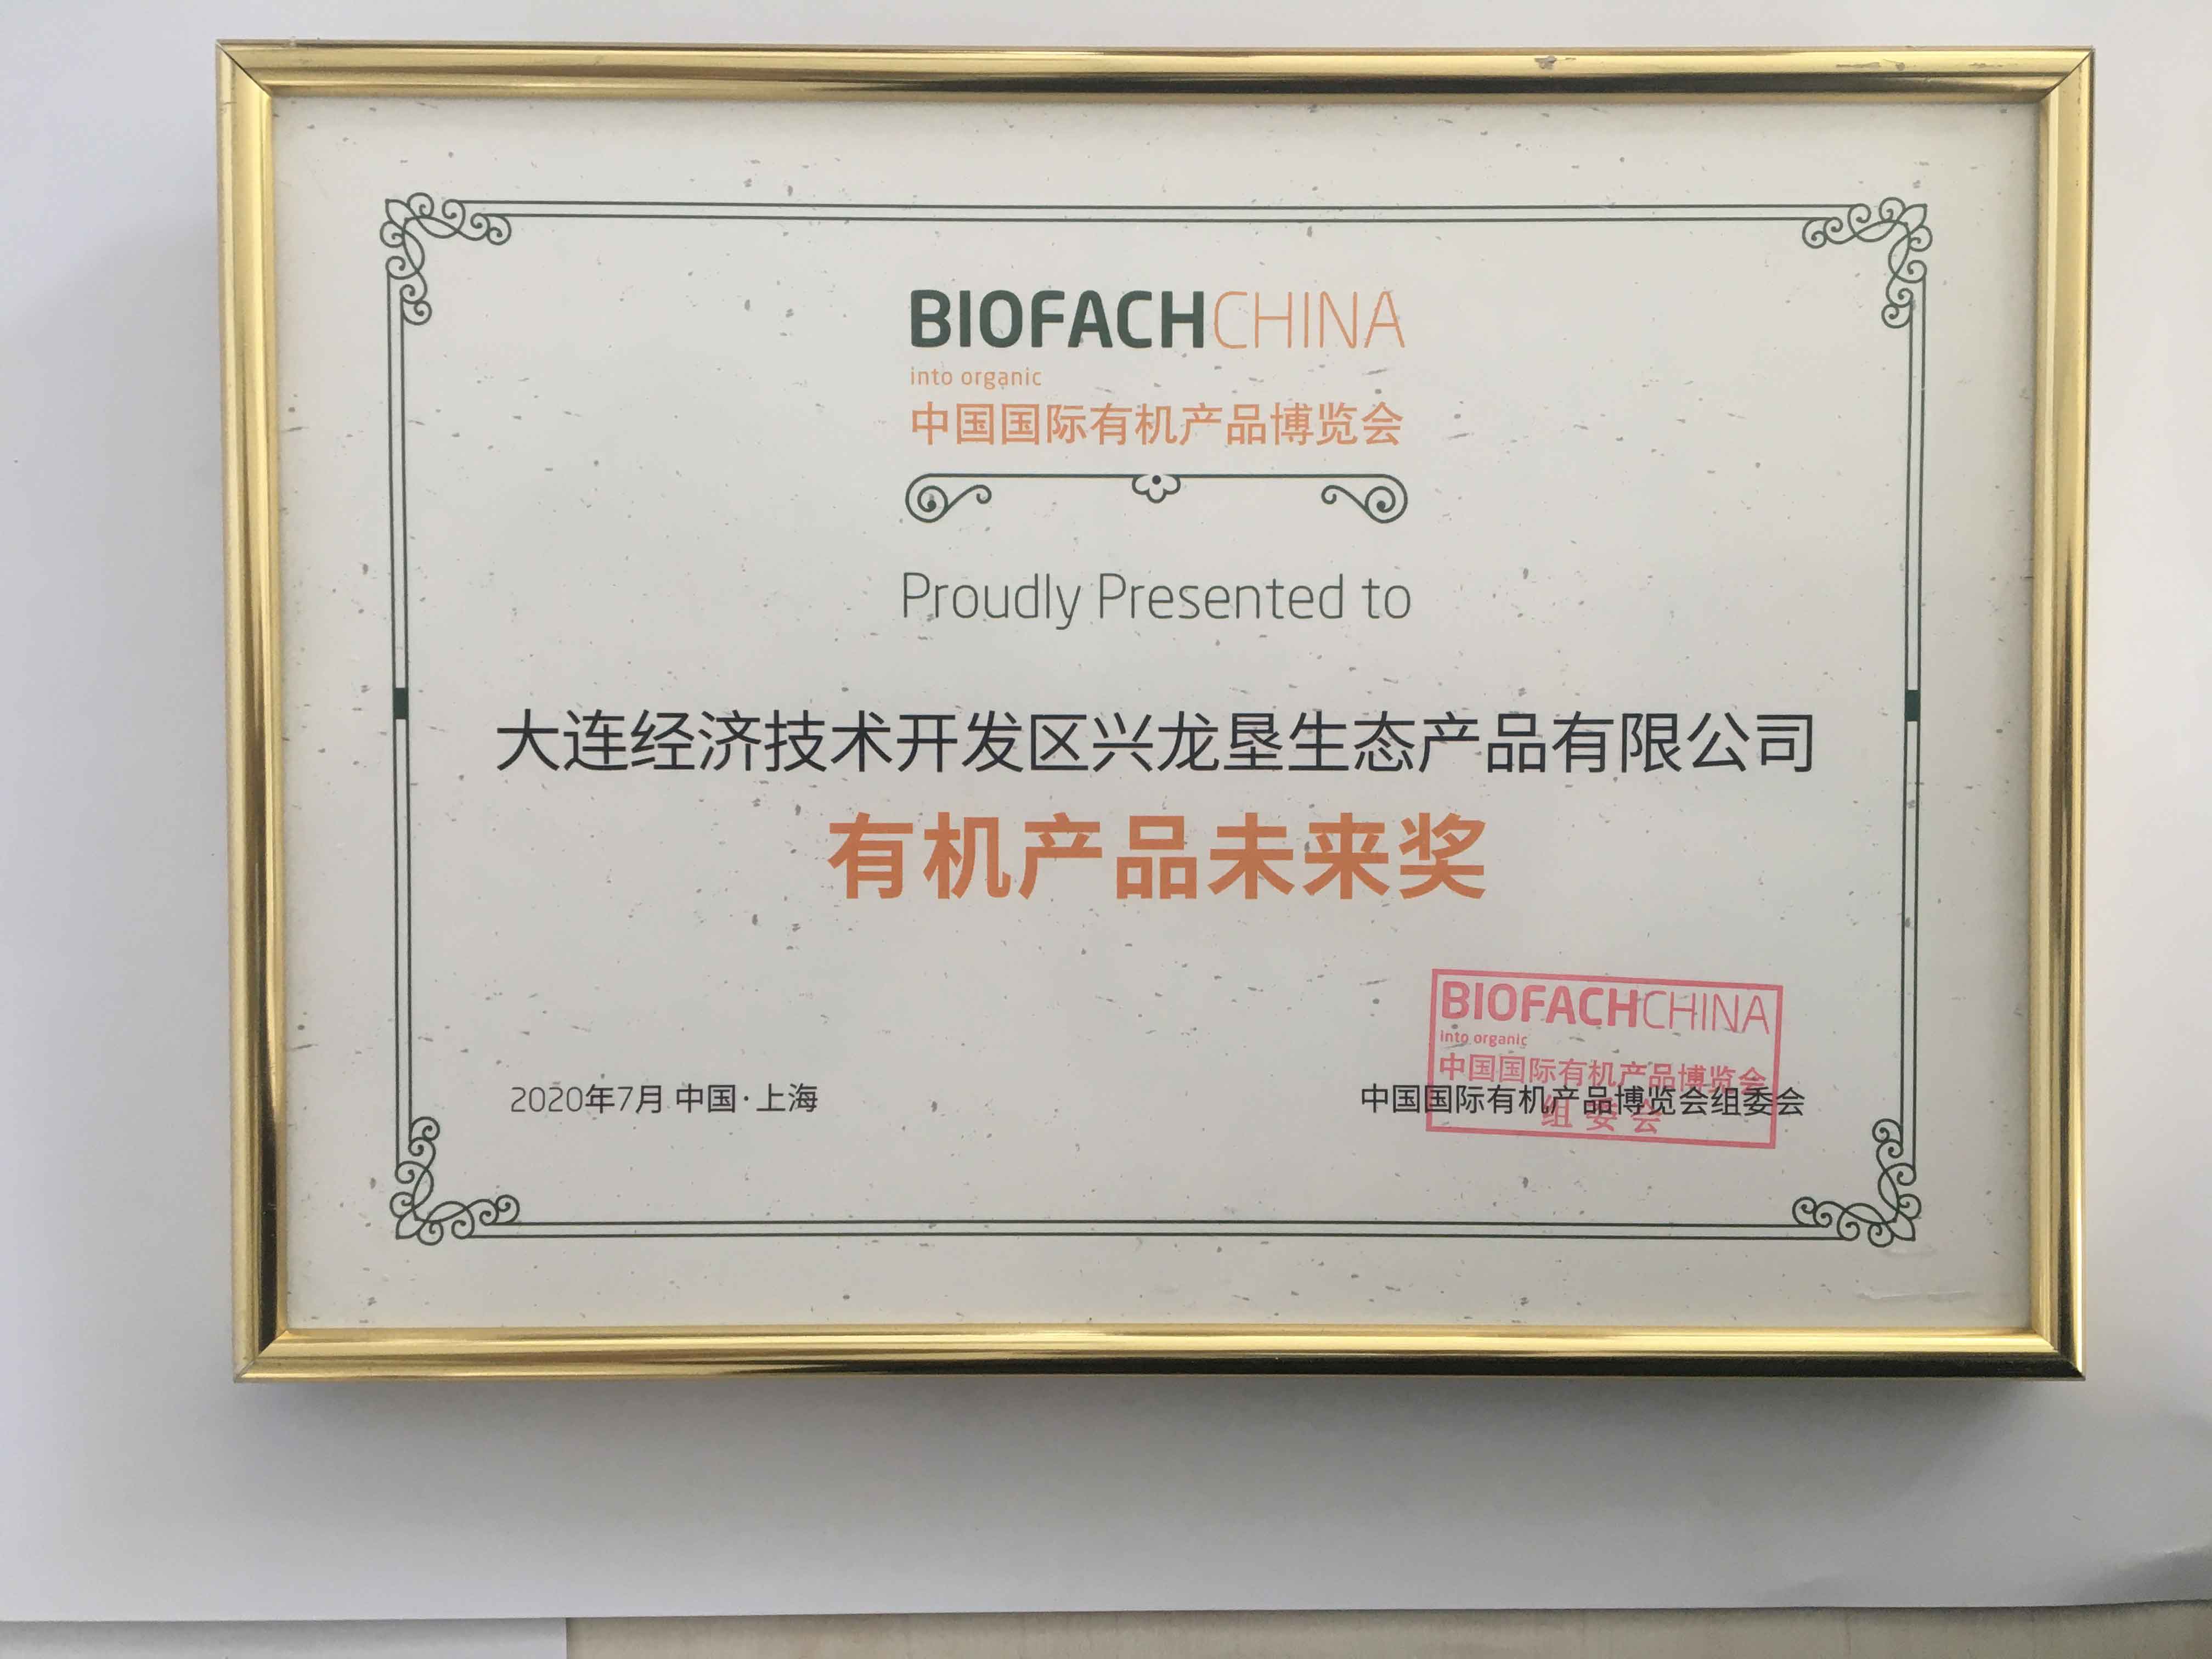 BIOFACHCHINA
into organic
中国国际有机产品博览会
Proudly Presented to
大连经济技术开发区兴龙垦生态产品有限公司
有机产品未来奖
BIOFACHCHINA
into organic
中国国际有机产品博览会
组委会
2020年7月 中国·上海
中国国际有机产品博览会组委会